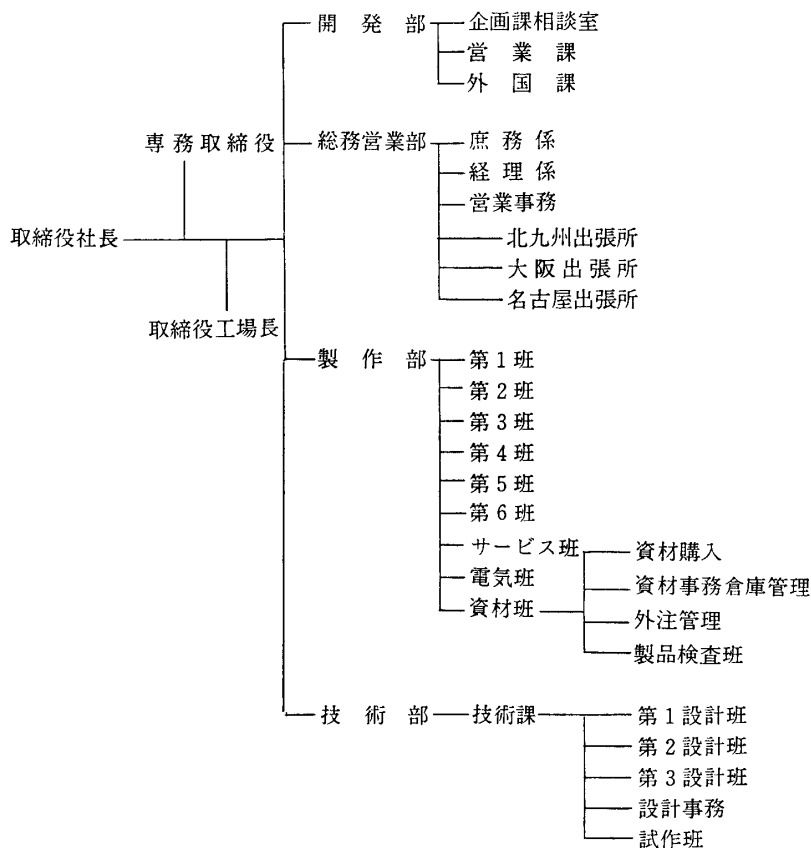 開発部
企画課相談室
営業課
外国課
専務取締役
総務営業部
庶務係
経理係
営業事務
取締役社長
北九州出張所
大阪出張所
名古屋出張所
取締役工場長
製作部
第1班
第2班
第3班
第4班
第5班
第6班
サービス班
資材購入
電気班
資材事務倉庫管理
資材班
外注管理
製品検査班
技術部
技術課
第1設計班
第2設計班
第3設計班
設計事務
試作班